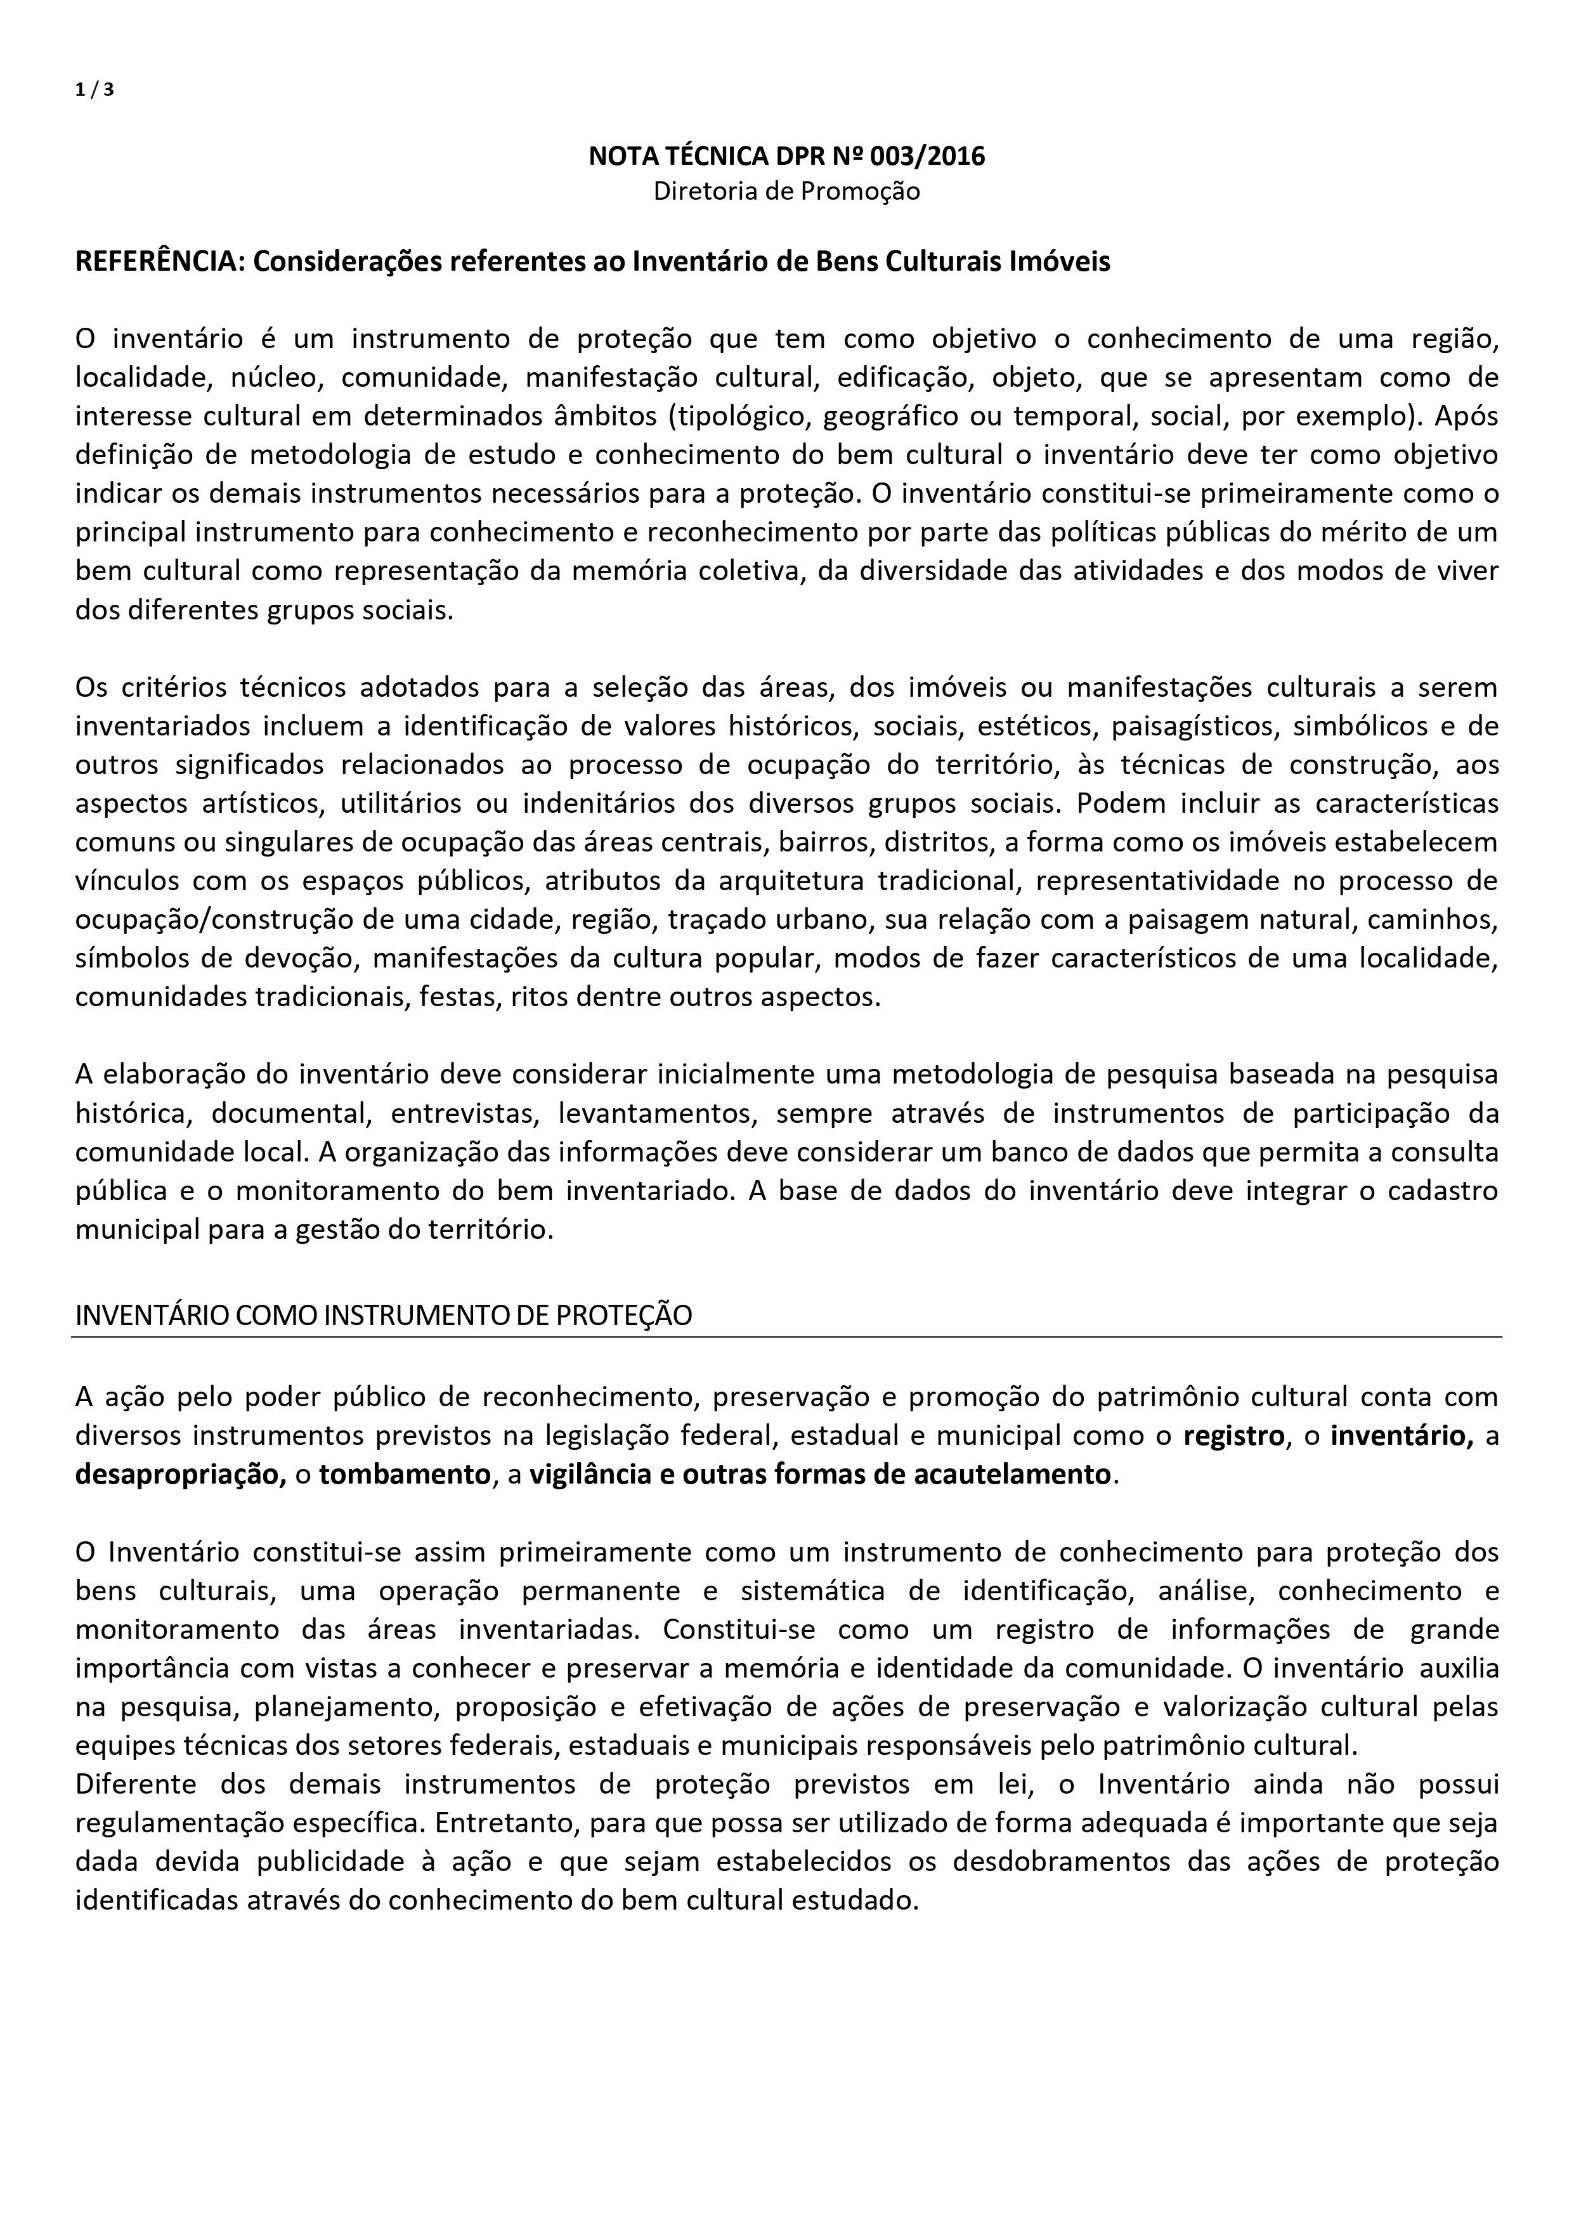 1 / 3
NOTA TÉCNICA DPR Nº 003/2016
Diretoria de Promoção
REFERÊNCIA: Considerações referentes ao Inventário de Bens Culturais Imóveis
O inventário é um instrumento de proteção que tem como objetivo o conhecimento de uma região,
localidade, núcleo, comunidade, manifestação cultural, edificação, objeto, que se apresentam como de
interesse cultural em determinados âmbitos (tipológico, geográfico ou temporal, social, por exemplo). Após
definição de metodologia de estudo e conhecimento do bem cultural o inventário deve ter como objetivo
indicar os demais instrumentos necessários para a proteção. O inventário constitui-se primeiramente como o
principal instrumento para conhecimento e reconhecimento por parte das políticas públicas do mérito de um
bem cultural como representação da memória coletiva, da diversidade das atividades e dos modos de viver
dos diferentes grupos sociais.
Os critérios técnicos adotados para a seleção das áreas, dos imóveis ou manifestações culturais a serem
inventariados incluem a identificação de valores históricos, sociais, estéticos, paisagísticos, simbólicos e de
outros significados relacionados ao processo de ocupação do território, às técnicas de construção, aos
aspectos artísticos, utilitários ou indenitários dos diversos grupos sociais. Podem incluir as características
comuns ou singulares de ocupação das áreas centrais, bairros, distritos, a forma como os imóveis estabelecem
vínculos com os espaços públicos, atributos da arquitetura tradicional, representatividade no processo de
ocupação/construção de uma cidade, região, traçado urbano, sua relação com a paisagem natural, caminhos,
símbolos de devoção, manifestações da cultura popular, modos de fazer característicos de uma localidade,
comunidades tradicionais, festas, ritos dentre outros aspectos.
A elaboração do inventário deve considerar inicialmente uma metodologia de pesquisa baseada na pesquisa
histórica, documental, entrevistas, levantamentos, sempre através de instrumentos de participação da
comunidade local. A organização das informações deve considerar um banco de dados que permita a consulta
pública e o monitoramento do bem inventariado. A base de dados do inventário deve integrar o cadastro
municipal para a gestão do território.
INVENTÁRIO COMO INSTRUMENTO DE PROTEÇÃO
A ação pelo poder público de reconhecimento, preservação e promoção do patrimônio cultural conta com
diversos instrumentos previstos na legislação federal, estadual e municipal como o registro, o inventário, a
desapropriação, o tombamento, a vigilância e outras formas de acautelamento.
O Inventário constitui-se assim primeiramente como um instrumento de conhecimento para proteção dos
bens culturais, uma operação permanente e sistemática de identificação, análise, conhecimento e
monitoramento das áreas inventariadas. Constitui-se como um registro de informações de grande
importância com vistas a conhecer e preservar a memória e identidade da comunidade. O inventário auxilia
na pesquisa, planejamento, proposição e efetivação de ações de preservação e valorização cultural pelas
equipes técnicas dos setores federais, estaduais e municipais responsáveis pelo patrimônio cultural.
Diferente dos demais instrumentos de proteção previstos em lei, o Inventário ainda não possui
regulamentação específica. Entretanto, para que possa ser utilizado de forma adequada é importante que seja
dada devida publicidade à ação e que sejam estabelecidos os desdobramentos das ações de proteção
identificadas através do conhecimento do bem cultural estudado.